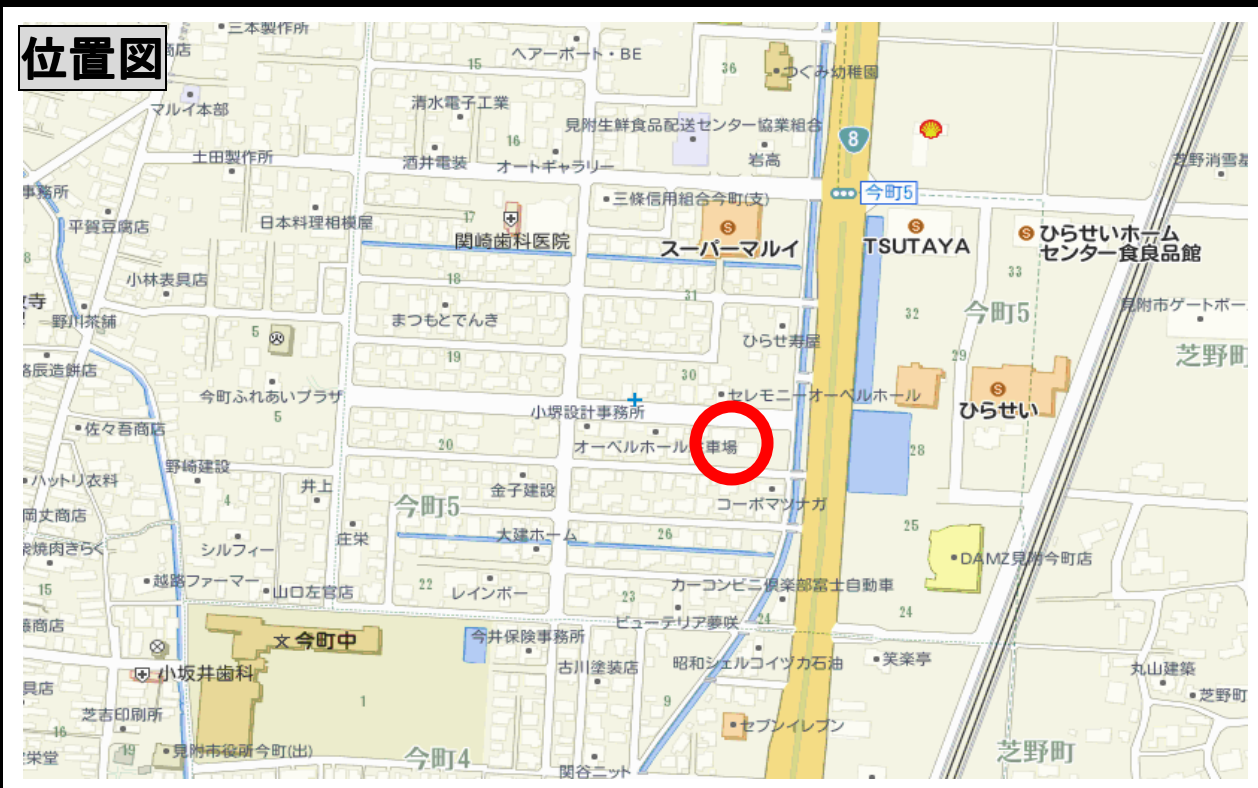 位置図
三本製作所
商店
15
ヘアーポート・BE
36
つぐみ幼稚園
マルイ本部
清水電子工業
見附生鮮食品配送センター協業組合
8
16
土田製作所
酒井電装
オートギャラリー
岩高
芝野消雪基
事務所
三條信用組合今町(支)
今町5
平賀豆腐店
日本料理相模屋
17
関崎歯科医院
スーパーマルイ
TSUTAYA
ひらせいホーム
センター食良品館
8
18
33
小林表具店
31
寺
野川茶舗
まつもとでんき
32
今町5
見附市ゲートボー
5
ひらせ寿屋
19
29
芝野町
各辰造餅店
30
今町ふれあいプラザ
セレモニーオーベルホール
ひらせい
5
小堺設計事務所
佐々吾商店
20
オーベルホール
車場
28
野崎建設
ハットリ衣料
井上
金子建設
コーポマツナガ
4
今町5
岡丈商店
25
庄栄
大建ホーム
26
焼肉きらく
シルフィー
DAMZ見附今町店
15
越路ファーマー
山口左官店
22
レインボー
23
カーコンビニ倶楽部富士自動車
24
商店
ビューテリア夢咲
24
今町中
今井保険事務所
小坂井歯科
古川塗装店
昭和シェルコイヅカ石油
笑楽亭
丸山建築
具店
1
9
芝野町
芝吉印刷所
16
セブンイレブン
19
見附市役所今町(出)
栄堂
今町4
関谷ニット
芝野町